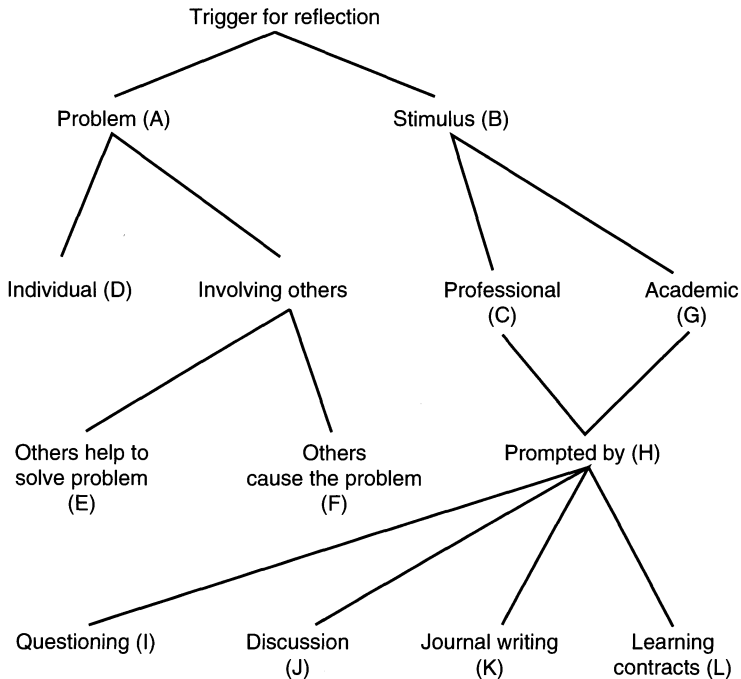 Trigger for reflection
Problem (A)
Stimulus (B)
Individual (D)
Involving others
Professional
(C)
Academic
(G)
Others help to
solve problem
(E)
Others
cause the problem
(F)
Prompted by (H)
Questioning (I)
Discussion
(J)
Journal writing
(K)
Learning
contracts (L)